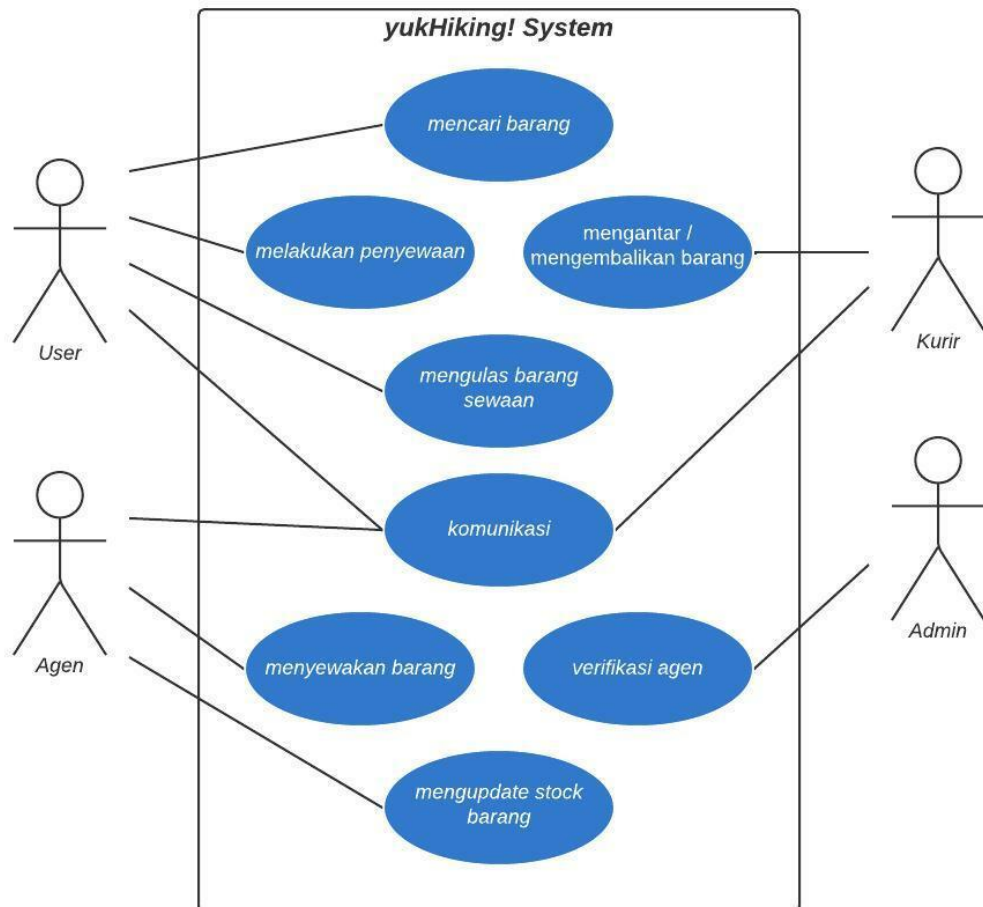 yukHiking! System
mencari barang
melakukan penyewaan
mengantar /
mengembalikan barang
User
Kurir
mengulas barang
sewaan
komunikasi
Agen
Admin
menyewakan barang
verifikasi agen
mengupdate stock
barang